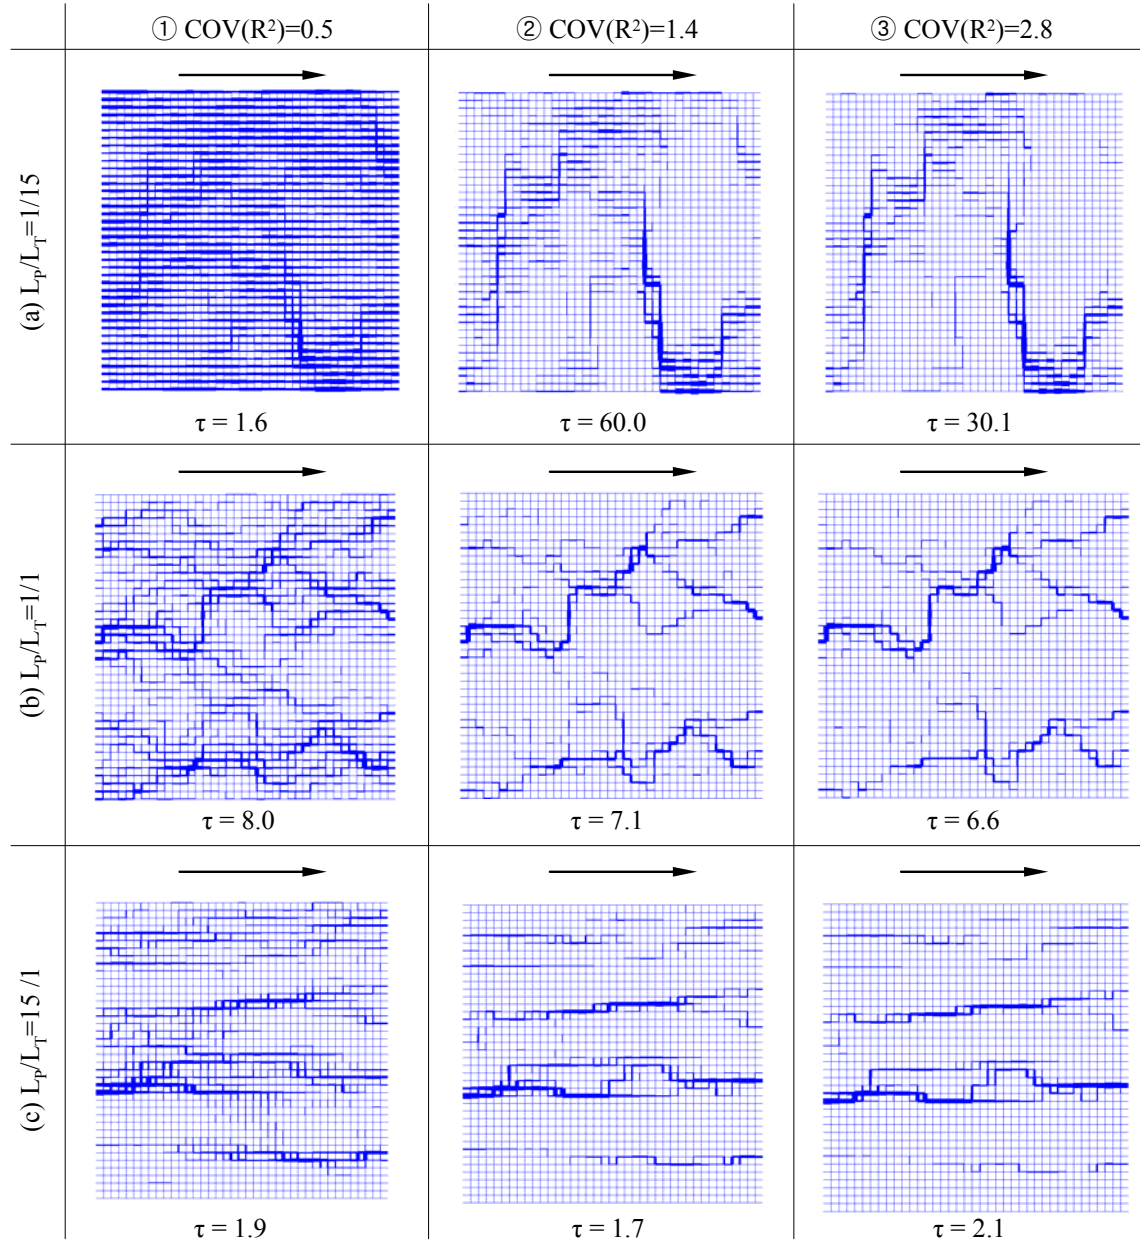 ① COV(R²)=0.5
② COV(R²)=1.4
③ COV(R²)=2.8
(a) L_P/L_T=1/15
τ = 1.6
τ = 60.0
τ = 30.1
(b) L_P/L_T=1/1
τ = 8.0
τ = 7.1
τ = 6.6
(c) L_P/L_T=15 /1
τ = 1.9
τ = 1.7
τ = 2.1